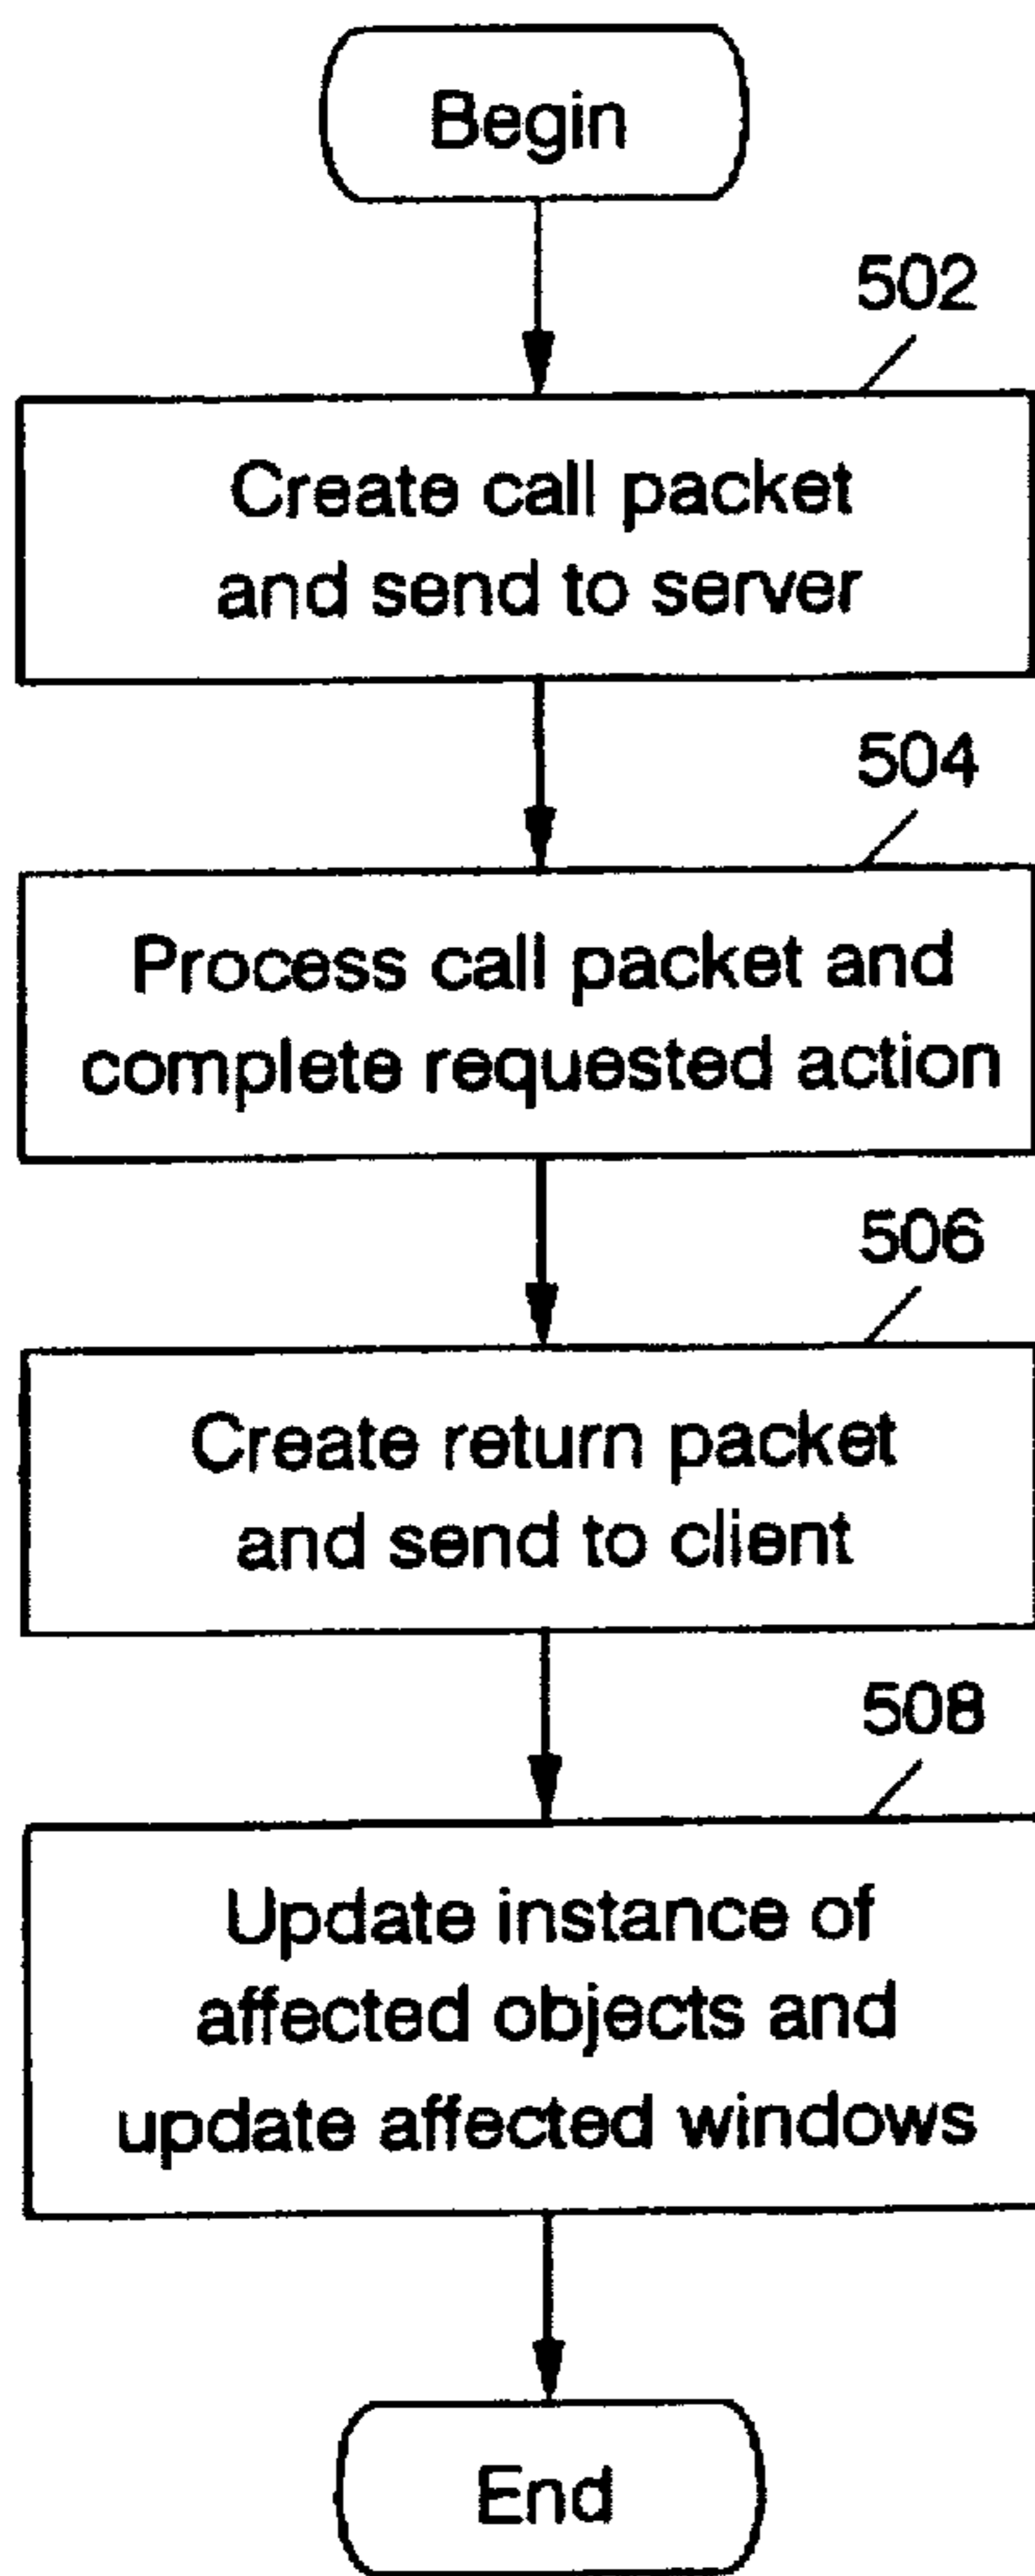 Begin
502
Create call packet
and send to server
504
Process call packet and
complete requested action
506
Create return packet
and send to client
508
Update instance of
affected objects and
update affected windows
End